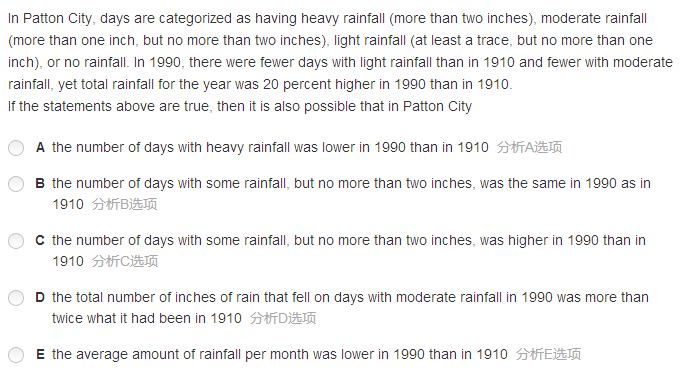 In Patton City, days are categorized as having heavy rainfall (more than two inches), moderate rainfall
(more than one inch, but no more than two inches), light rainfall (at least a trace, but no more than one
inch), or no rainfall. In 1990, there were fewer days with light rainfall than in 1910 and fewer with moderate
rainfall, yet total rainfall for the year was 20 percent higher in 1990 than in 1910.
If the statements above are true, then it is also possible that in Patton City
A the number of days with heavy rainfall was lower in 1990 than in 1910 分析A选项
B the number of days with some rainfall, but no more than two inches, was the same in 1990 as in
1910 分析B选项
C the number of days with some rainfall, but no more than two inches, was higher in 1990 than in
1910 分析C选项
D the total number of inches of rain that fell on days with moderate rainfall in 1990 was more than
twice what it had been in 1910 分析D选项
E the average amount of rainfall per month was lower in 1990 than in 1910 分析E选项